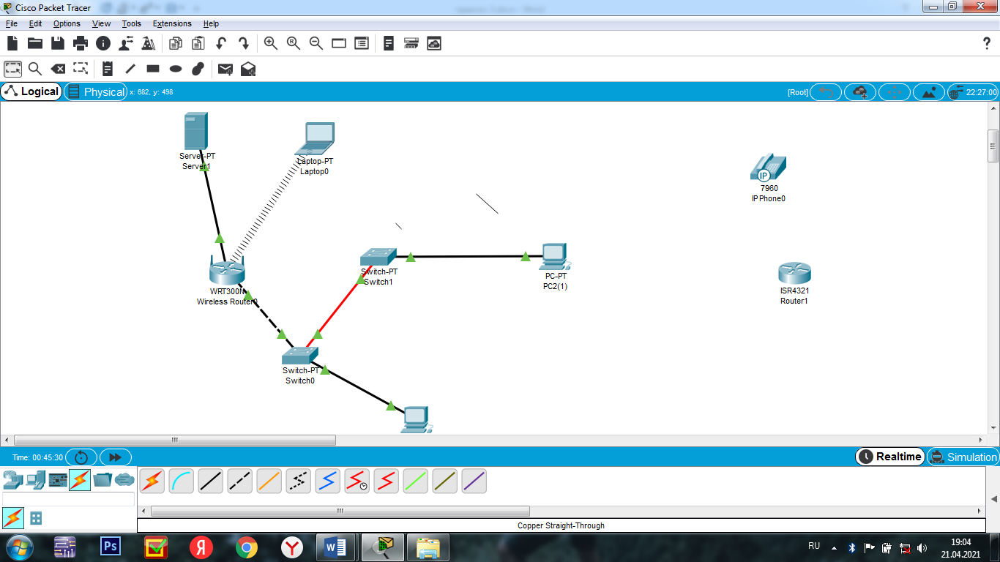 Cisco Packet Tracer
File Edit Options View Tools Extensions Help
?
Logical Physical x: 682, y: 498 [Root] 22:27:00
Server-PT
Server1
Laptop-PT
Laptop0
IP
7960
IP Phone0
Switch-PT
Switch1
PC-PT
PC2(1)
WRT300N
Wireless Router0
ISR4321
Router1
Switch-PT
Switch0
Time: 00:45:30 Realtime Simulation
Copper Straight-Through
Ps Я Y W RU 19:04
21.04.2021